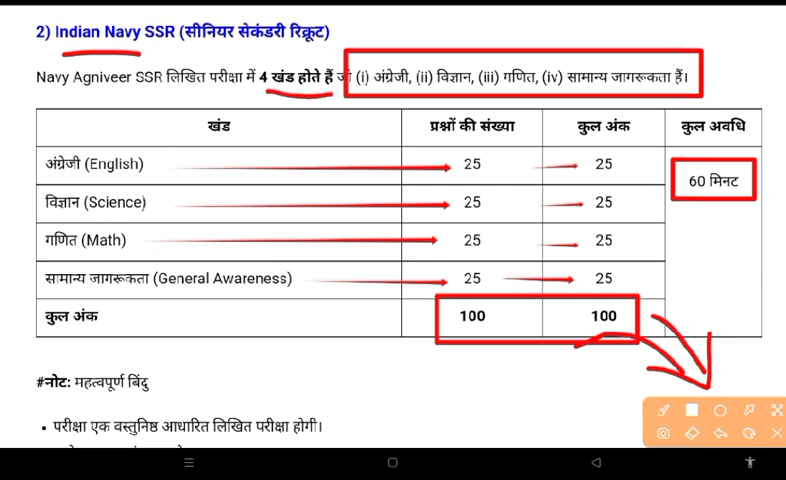 2) Indian Navy SSR (सीनियर सेकंडरी रिक्रूट)
Navy Agniveer SSR लिखित परीक्षा में 4 खंड होते हैं जो (i) अंग्रेजी, (ii) विज्ञान, (iii) गणित, (iv) सामान्य जागरूकता हैं।
खंड प्रश्नों की संख्या कुल अंक कुल अवधि
अंग्रेजी (English) 25 25 60 मिनट
विज्ञान (Science) 25 25
गणित (Math) 25 25
सामान्य जागरूकता (General Awareness) 25 25
कुल अंक 100 100
#नोट: महत्वपूर्ण बिंदु
▪ परीक्षा एक वस्तुनिष्ठ आधारित लिखित परीक्षा होगी।